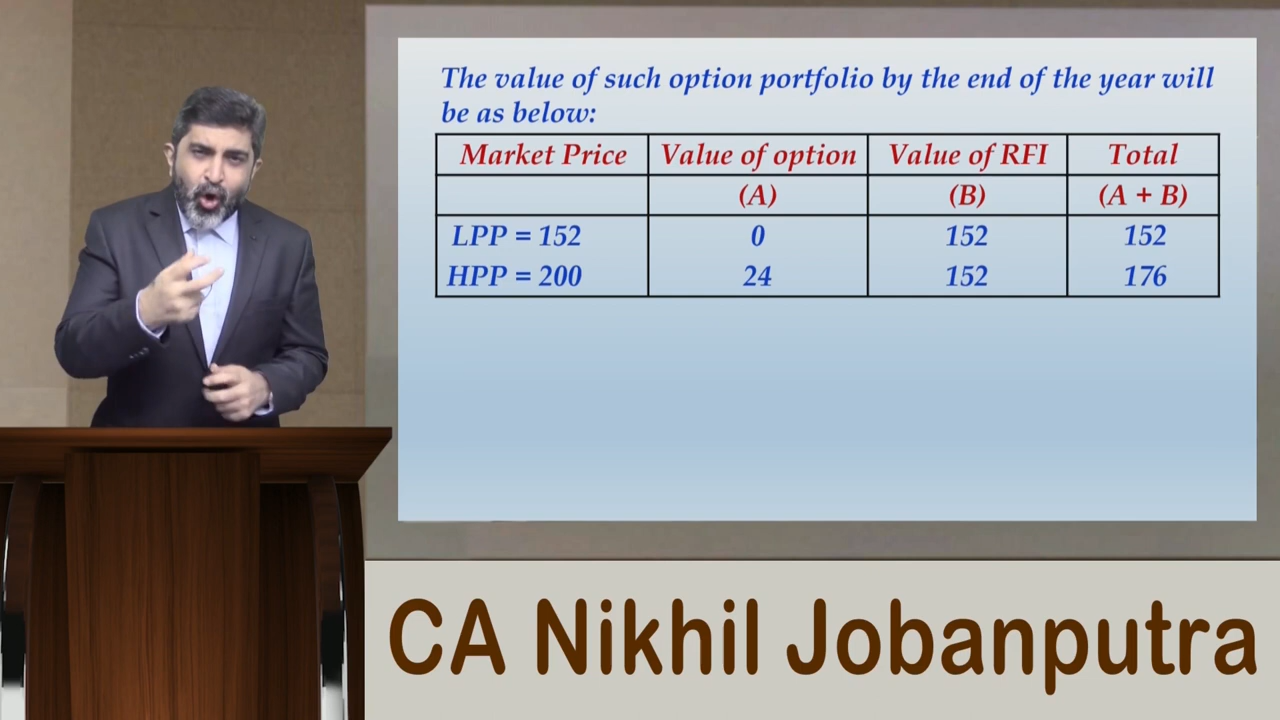 The value of such option portfolio by the end of the year will
be as below:
Market Price Value of option Value of RFI Total
(A) (B) (A + B)
LPP = 152 0 152 152
HPP = 200 24 152 176
CA Nikhil Jobanputra